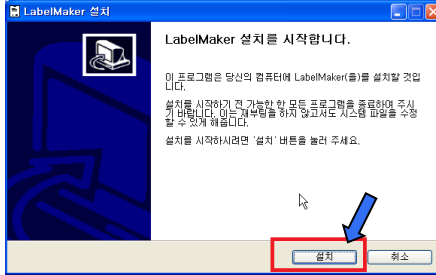 LabelMaker 설치
LabelMaker 설치를 시작합니다.
이 프로그램은 당신의 컴퓨터에 LabelMaker(을)를 설치할 것입
니다.
설치를 시작하기 전 가능한 한 모든 프로그램을 종료하여 주시
기 바랍니다. 이는 재부팅을 하지 않고서도 시스템 파일을 수정
할 수 있게 해줍니다.
설치를 시작하시려면 '설치' 버튼을 눌러 주세요.
설치
취소